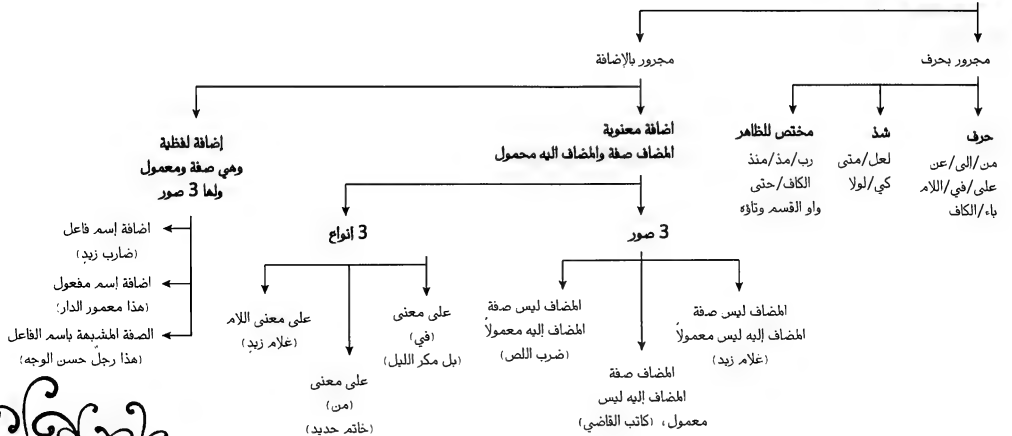 مجرور بحرف
مجرور بالإضافة
حرف
من/الى/عن
على/في/اللام
باء/الكاف
شذ
لعل/متى
كي/لولا
مختص للظاهر
رب/مذ/منذ
الكاف/حتى
واو القسم وتاؤه
اضافة معنوية
المضاف صفة والمضاف اليه محمول
إضافة لفظية
وهي صفة ومعمول
ولها 3 صور
3 صور
المضاف ليس صفة
المضاف إليه ليس معمولاً
(غلام زيد)
المضاف صفة
المضاف إليه ليس
معمول، (كاتب القاضي)
المضاف ليس صفة
المضاف إليه معمولاً
(ضرب اللص)
3 إنواع
على معنى
(في)
(بل مكر الليل)
على معنى
(من)
(خاتم حديد)
على معنى اللام
(غلام زيدٍ)
اضافة إسم فاعل
(ضارب زيدٍ)
اضافة إسم مفعول
(هذا معمور الدار)
الصفة المشبهة باسم الفاعل
(هذا رجلٌ حسن الوجه)